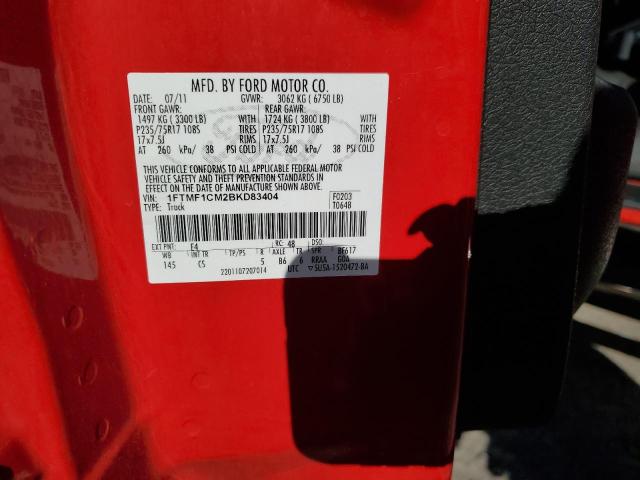 MFD. BY FORD MOTOR CO.
DATE: 07/11 GVWR: 3062 KG ( 6750 LB)
FRONT GAWR: REAR GAWR:
1497 KG ( 3300 LB) WITH 1724 KG ( 3800 LB) WITH
P235/75R17 108S TIRES P235/75R17 108S TIRES
17x7.5J RIMS 17x7.5J RIMS
AT 260 kPa/ 38 PSI COLD AT 260 kPa/ 38 PSI COLD
THIS VEHICLE CONFORMS TO ALL APPLICABLE FEDERAL MOTOR
VEHICLE SAFETY AND THEFT PREVENTION STANDARDS IN
EFFECT ON THE DATE OF MANUFACTURE SHOWN ABOVE.
VIN: 1FTMF1CM2BKD83404 F0203
TYPE: Truck T0648
EXT PNT: E4 RC: 48 DSO:
WB INT TR TP/PS R AXLE TR SPR BF617
145 CS 5 B6 6 RRAA G0A
2201107207014 UTC